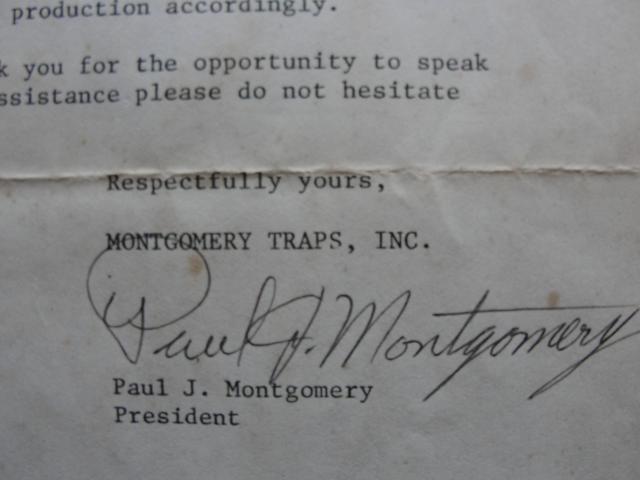 production accordingly.
k you for the opportunity to speak
ssistance please do not hesitate
Respectfully yours,
MONTGOMERY TRAPS, INC.
Paul J. Montgomery
Paul J. Montgomery
President